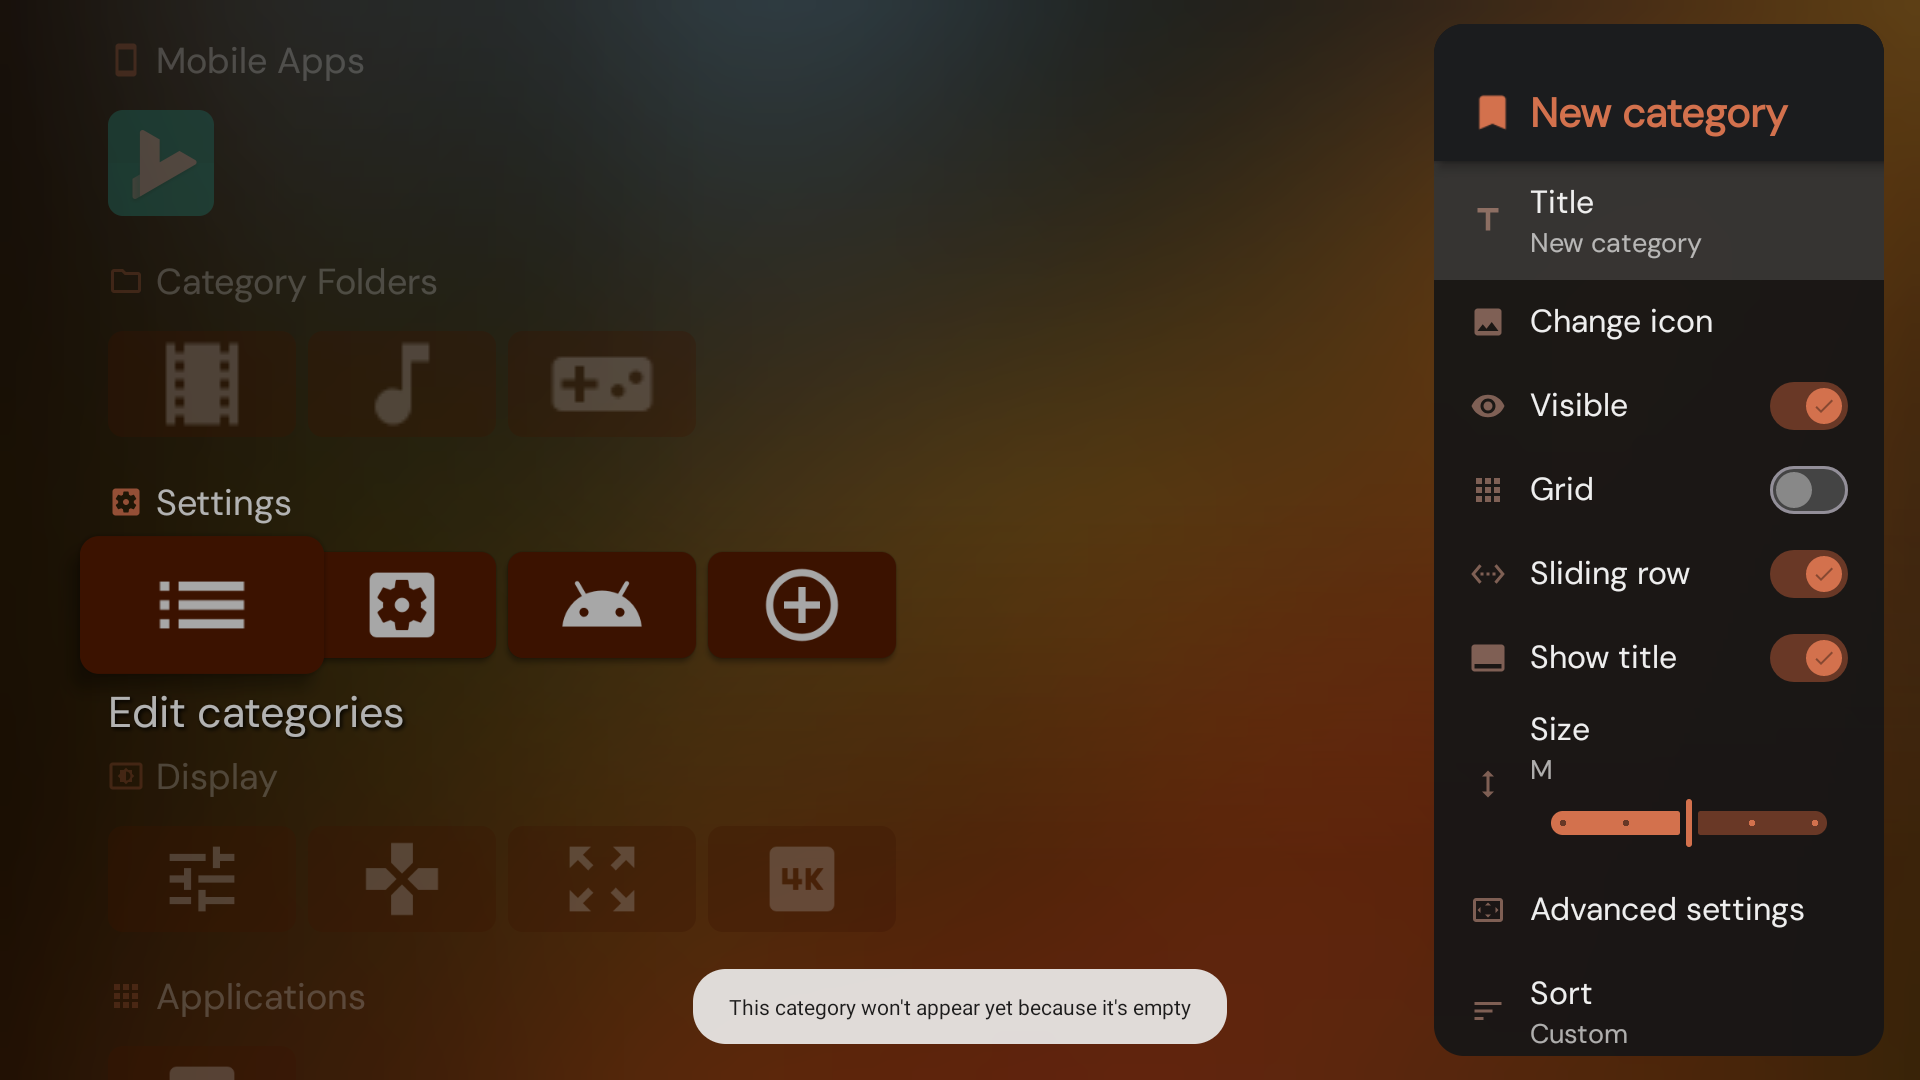 Mobile Apps
Category Folders
Settings
Edit categories
Display
4K
Applications
This category won't appear yet because it's empty
New category
Title
New category
Change icon
Visible
Grid
Sliding row
Show title
Size
M
Advanced settings
Sort
Custom